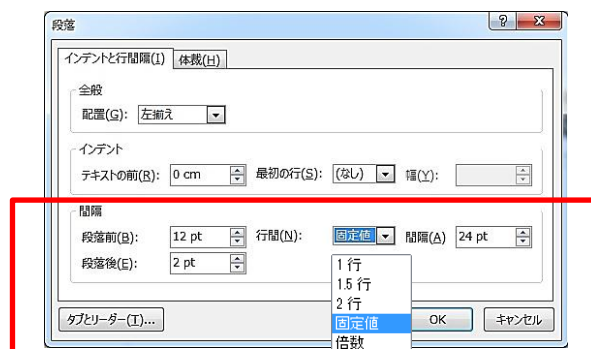 段落
インデントと行間隔(I) 体裁(H)
全般
配置(G): 左揃え
インデント
テキストの前(R): 0 cm 最初の行(S): (なし) 幅(Y):
間隔
段落前(B): 12 pt 行間(N): 固定値 間隔(A) 24 pt
段落後(E): 2 pt
1 行
1.5 行
2 行
固定値
倍数
タブとリーダー(T)... OK キャンセル